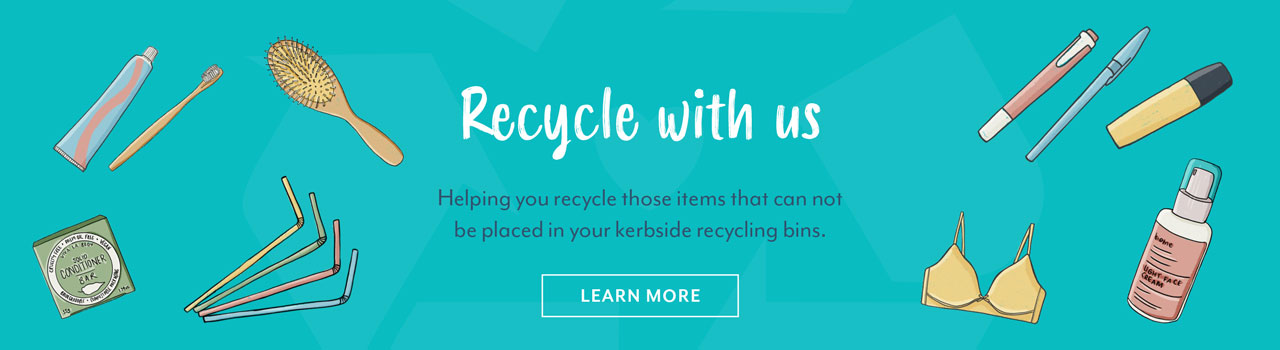 Recycle with us
Helping you recycle those items that can not
be placed in your kerbside recycling bins.
LEARN MORE
SOLID
CONDITIONER
BAR
home
LIGHT FACE
CREAM